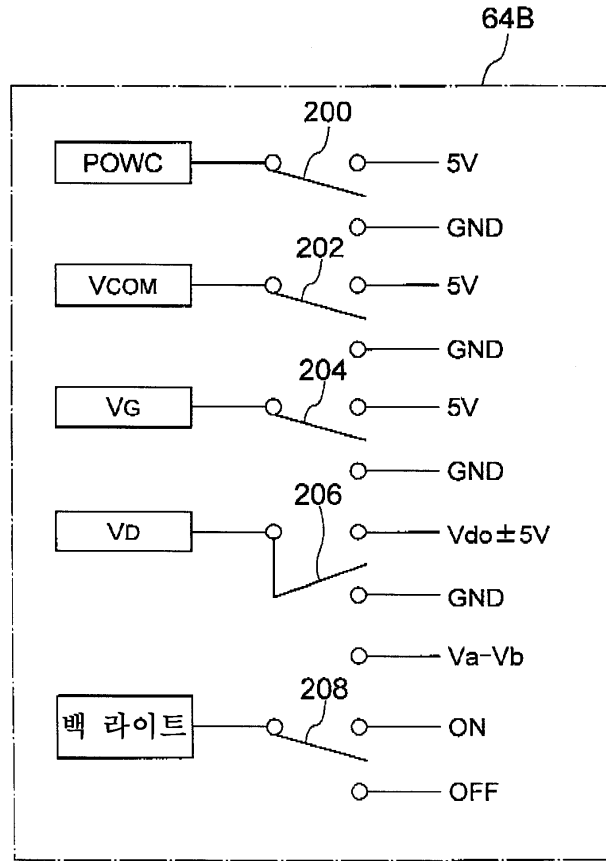 64B
200
POWC 5V
GND
202
VCOM 5V
GND
204
VG 5V
GND
206
VD Vdo±5V
GND
Va-Vb
208
백 라이트 ON
OFF